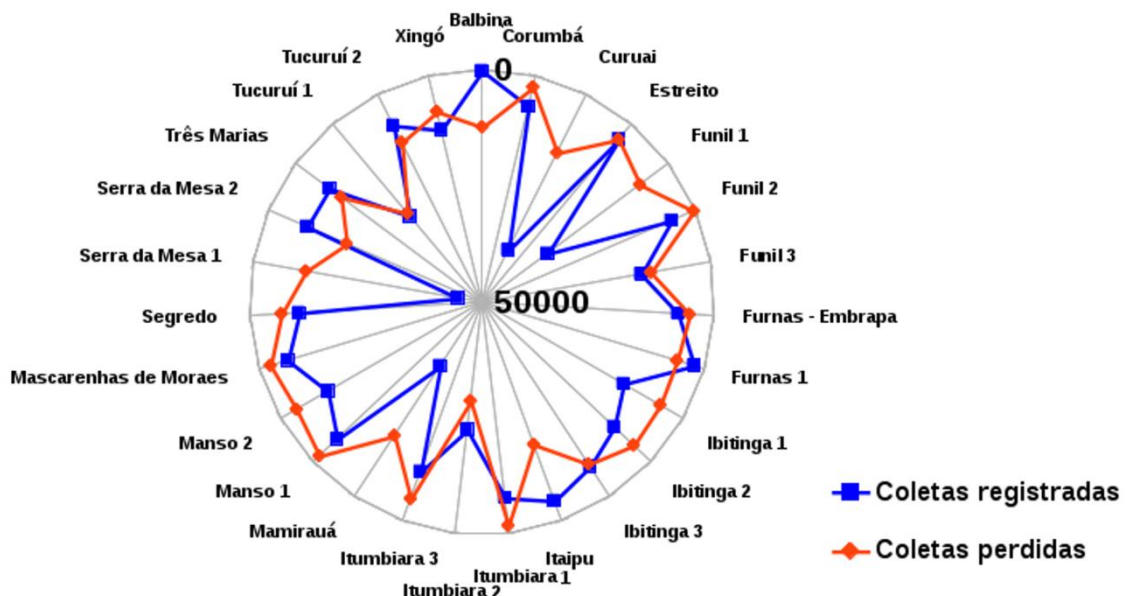 Balbina
Corumbá
Curuai
Estreito
Funil 1
Funil 2
Funil 3
Furnas - Embrapa
Furnas 1
Ibitinga 1
Ibitinga 2
Ibitinga 3
Itaipu
Itumbiara 1
Itumbiara 2
Itumbiara 3
Mamirauá
Manso 1
Manso 2
Mascarenhas de Moraes
Segredo
Serra da Mesa 1
Serra da Mesa 2
Três Marias
Tucuruí 1
Tucuruí 2
Xingó
0
50000
Coletas registradas
Coletas perdidas